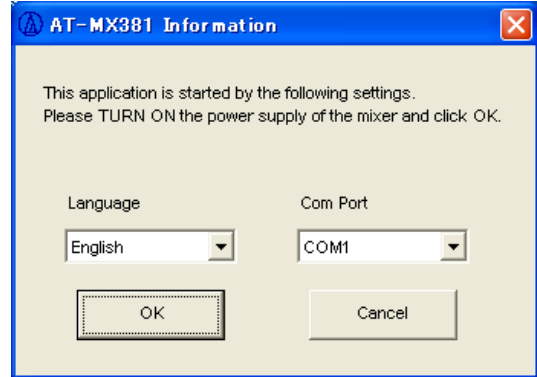 AT-MX381 Information
This application is started by the following settings.
Please TURN ON the power supply of the mixer and click OK.
Language Com Port
English COM1
OK Cancel